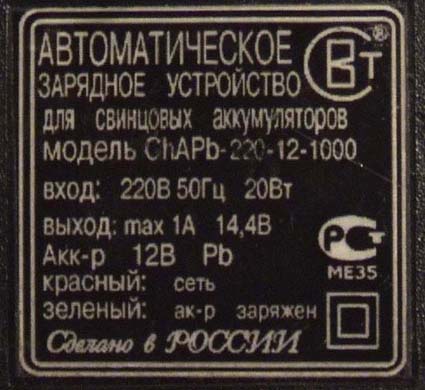 АВТОМАТИЧЕСКОЕ
ЗАРЯДНОЕ УСТРОЙСТВО
СВТ®
для свинцовых аккумуляторов
модель ChAPb-220-12-1000
вход: 220В 50Гц 20Вт
выход: max 1А 14,4В
Акк-р 12В Pb
РСТ
МЕ35
красный: сеть
зеленый: ак-р заряжен
Сделано в РОССИИ